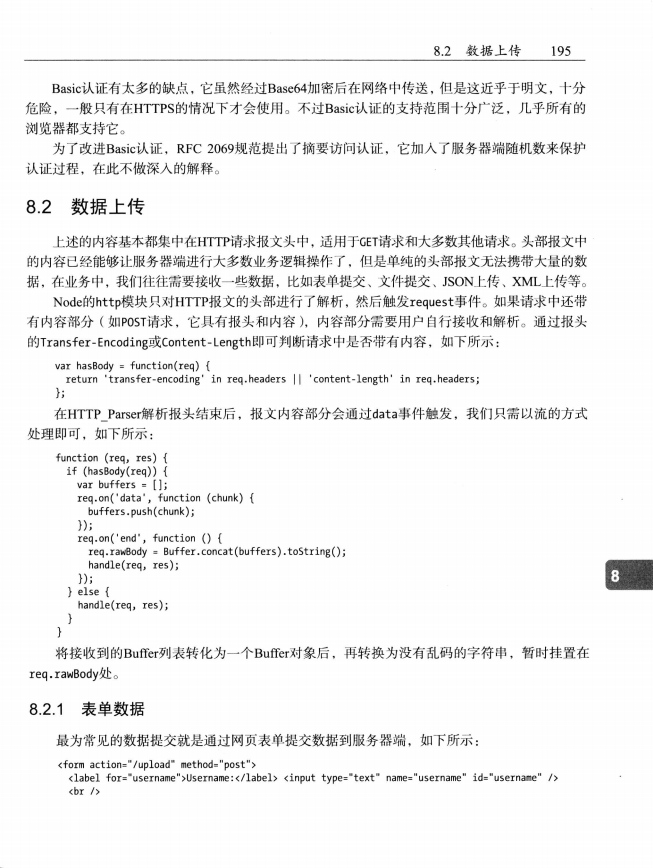 8.2 数据上传 195
Basic认证有太多的缺点，它虽然经过Base64加密后在网络中传送，但是这近乎于明文，十分
危险，一般只有在HTTPS的情况下才会使用。不过Basic认证的支持范围十分广泛，几乎所有的
浏览器都支持它。
为了改进Basic认证，RFC 2069规范提出了摘要访问认证，它加入了服务器端随机数来保护
认证过程，在此不做深入的解释。
8.2 数据上传
上述的内容基本都集中在HTTP请求报文头中，适用于GET请求和大多数其他请求。头部报文中
的内容已经能够让服务器端进行大多数业务逻辑操作了，但是单纯的头部报文无法携带大量的数
据，在业务中，我们往往需要接收一些数据，比如表单提交、文件提交、JSON上传、XML上传等。
Node的http模块只对HTTP报文的头部进行了解析，然后触发request事件。如果请求中还带
有内容部分（如POST请求，它具有报头和内容），内容部分需要用户自行接收和解析。通过报头
的Transfer-Encoding或Content-Length即可判断请求中是否带有内容，如下所示：
var hasBody = function(req) {
return 'transfer-encoding' in req.headers || 'content-length' in req.headers;
};
在HTTP_Parser解析报头结束后，报文内容部分会通过data事件触发，我们只需以流的方式
处理即可，如下所示：
function (req, res) {
if (hasBody(req)) {
var buffers = [];
req.on('data', function (chunk) {
buffers.push(chunk);
});
req.on('end', function () {
req.rawBody = Buffer.concat(buffers).toString();
handle(req, res);
});
} else {
handle(req, res);
}
}
8
将接收到的Buffer列表转化为一个Buffer对象后，再转换为没有乱码的字符串，暂时挂置在
req.rawBody处。
8.2.1 表单数据
最为常见的数据提交就是通过网页表单提交数据到服务器端，如下所示：
<form action="/upload" method="post">
<label for="username">Username:</label> <input type="text" name="username" id="username" />
<br />